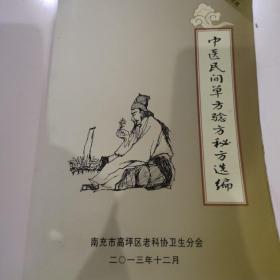 中医民间单方验方秘方选编
南充市高坪区老科协卫生分会
二〇一三年十二月